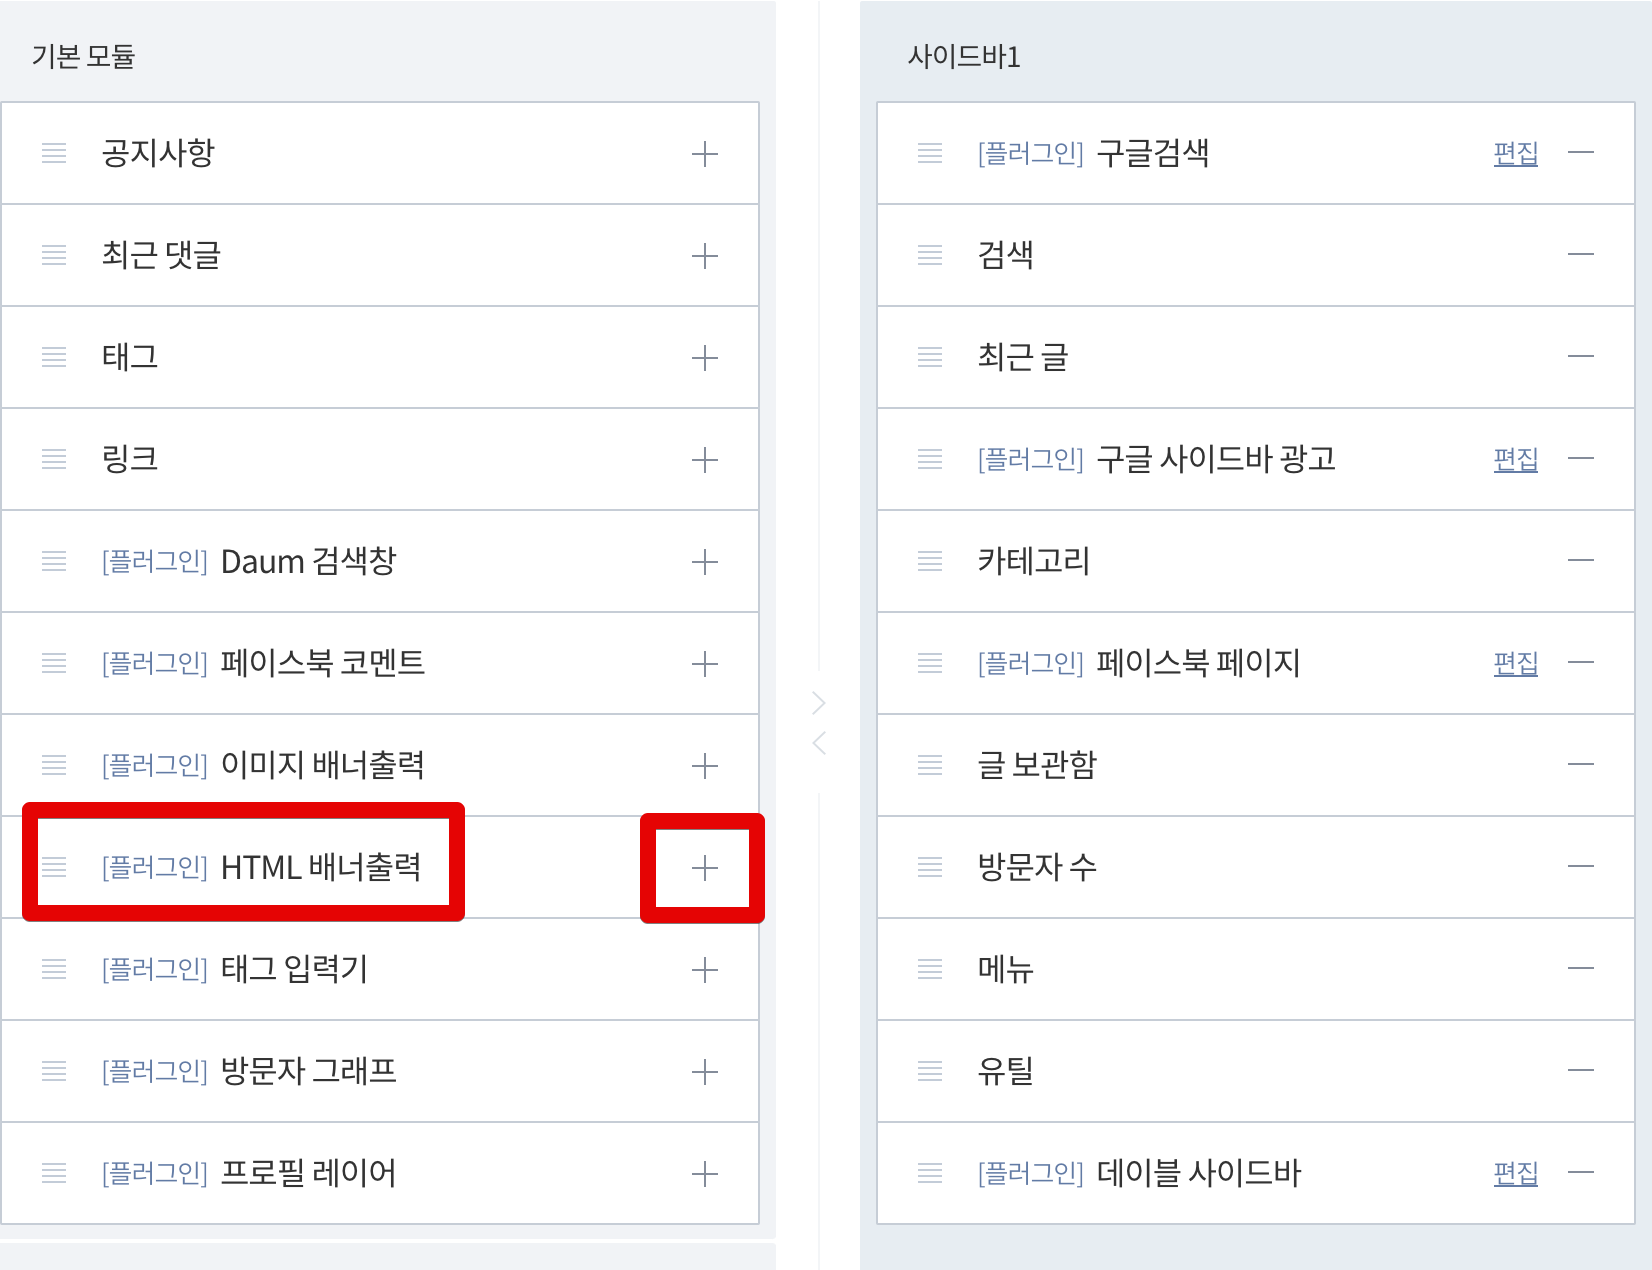 기본 모듈
공지사항
최근 댓글
태그
링크
[플러그인] Daum 검색창
[플러그인] 페이스북 코멘트
[플러그인] 이미지 배너출력
[플러그인] HTML 배너출력
[플러그인] 태그 입력기
[플러그인] 방문자 그래프
[플러그인] 프로필 레이어
사이드바1
[플러그인] 구글검색 편집
검색
최근 글
[플러그인] 구글 사이드바 광고 편집
카테고리
[플러그인] 페이스북 페이지 편집
글 보관함
방문자 수
메뉴
유틸
[플러그인] 데이블 사이드바 편집